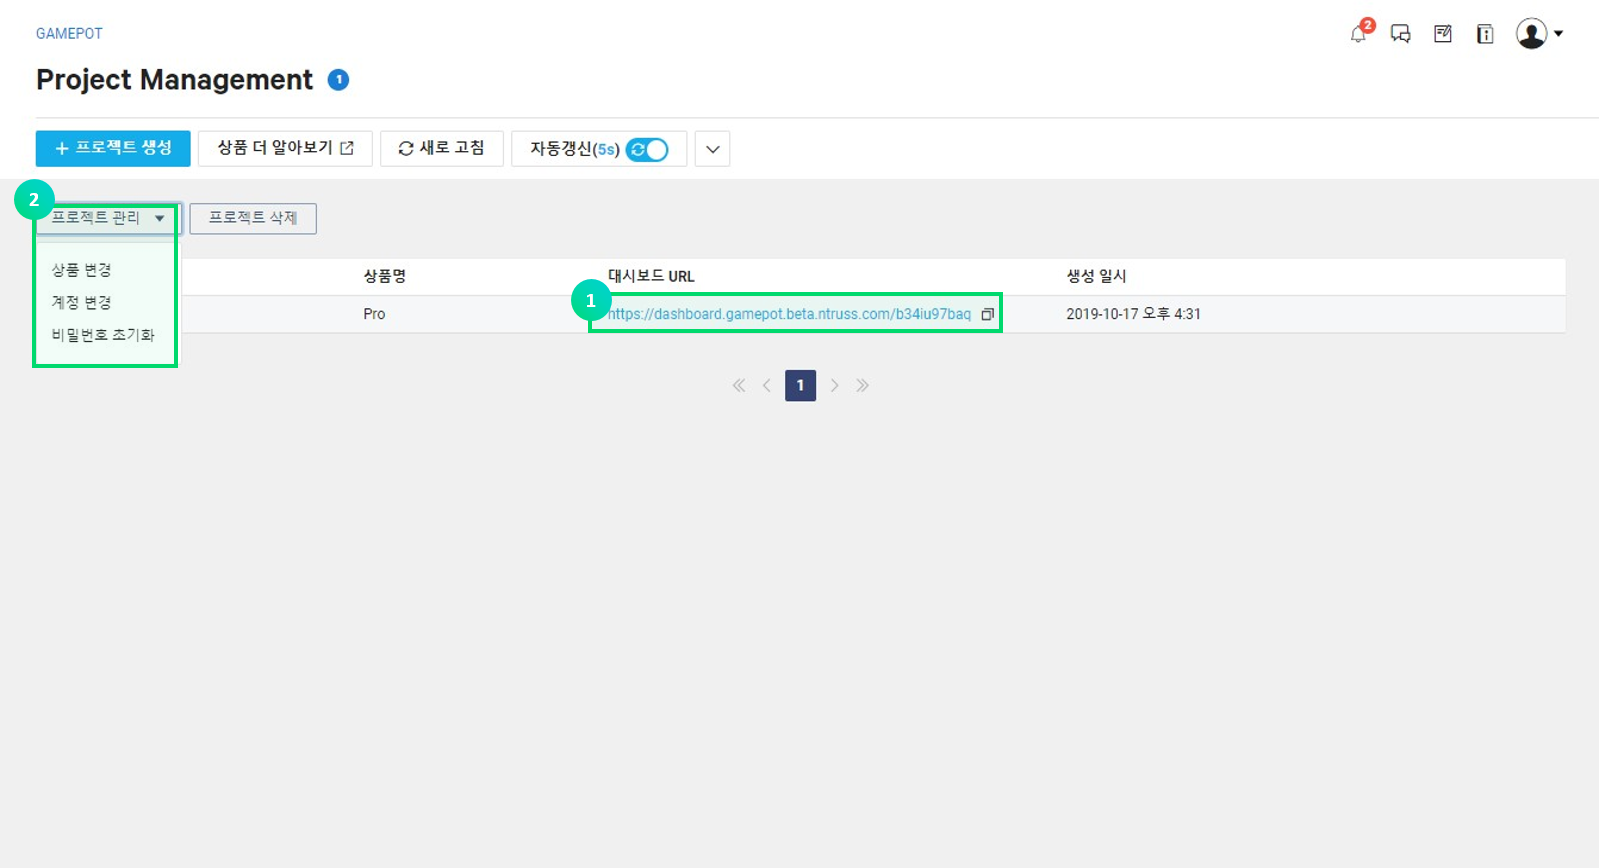 GAMEPOT
2
Project Management 1
+ 프로젝트 생성
상품 더 알아보기
새로 고침
자동갱신(5s)
2
프로젝트 관리
프로젝트 삭제
상품 변경
계정 변경
비밀번호 초기화
상품명
대시보드 URL
생성 일시
1
Pro
https://dashboard.gamepot.beta.ntruss.com/b34iu97baq
2019-10-17 오후 4:31
1